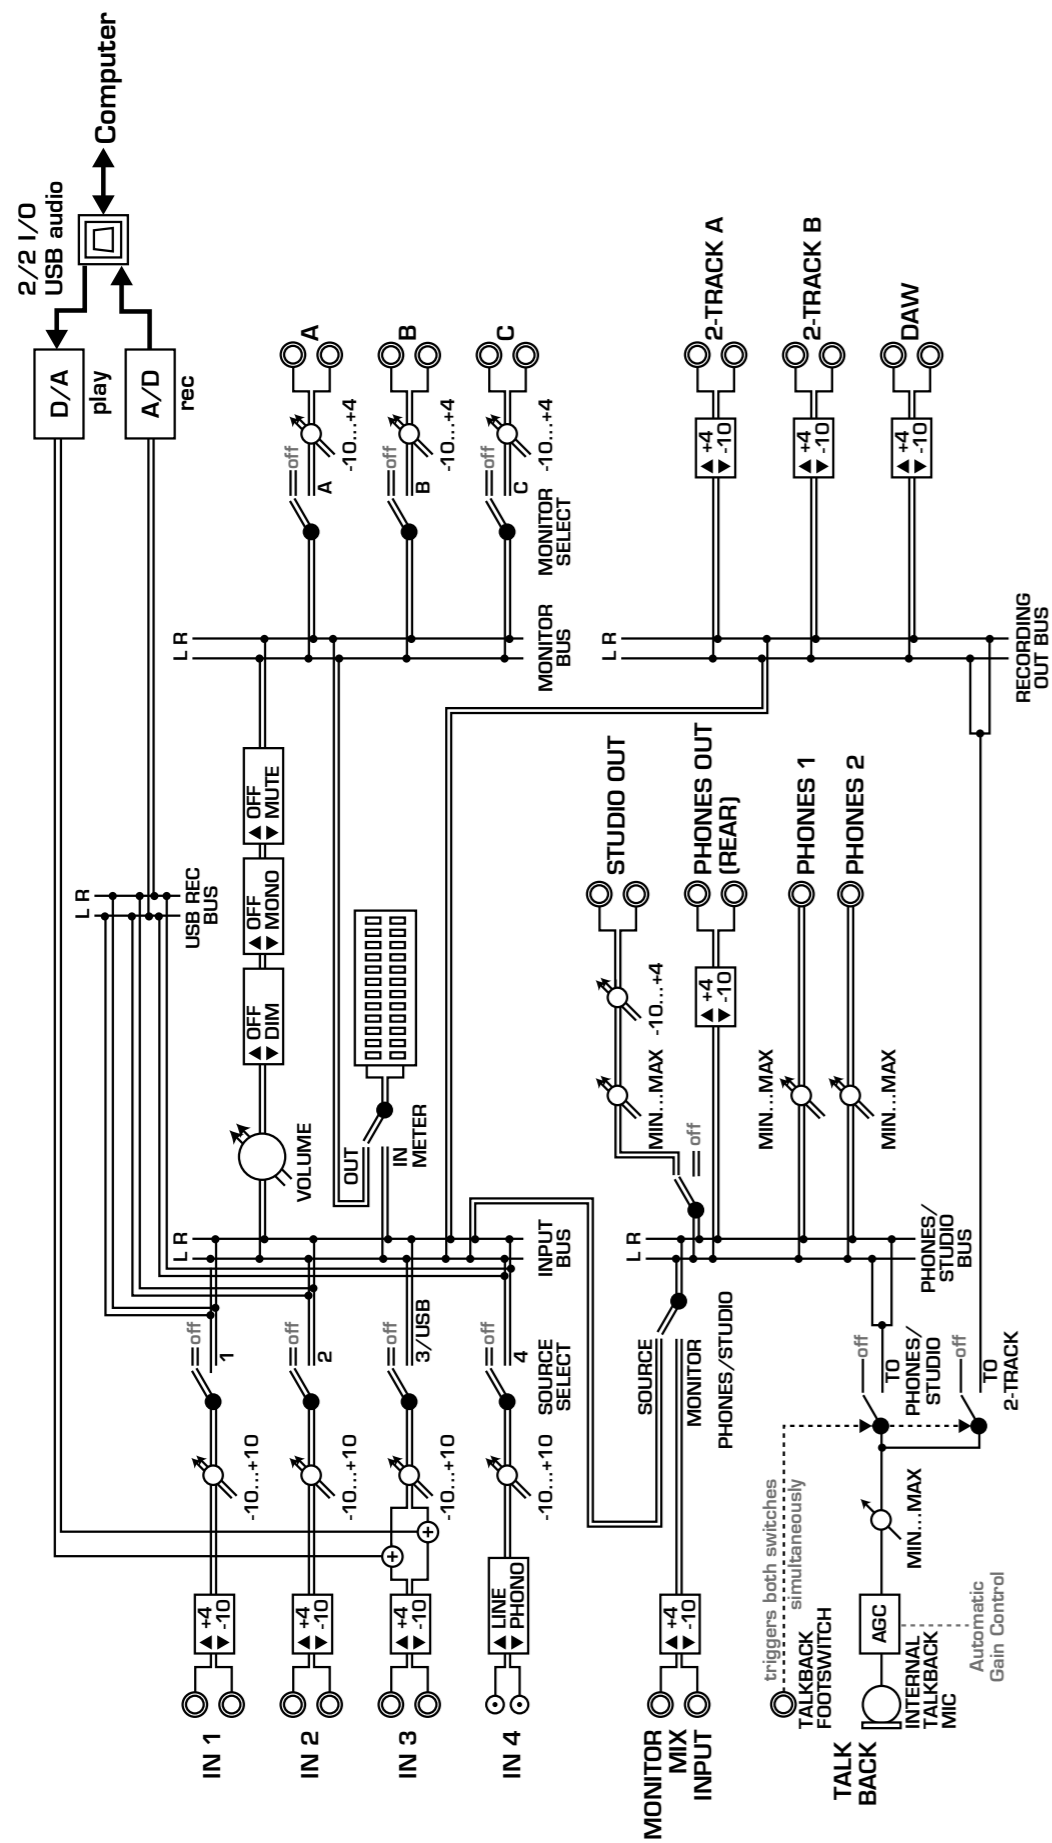 IN 1
+4
-10
-10...+10
off
1
IN 2
+4
-10
-10...+10
off
2
IN 3
+4
-10
-10...+10
off
3/USB
IN 4
LINE
PHONO
-10...+10
off
4
SOURCE
SELECT
L R
INPUT
BUS
VOLUME
OFF
DIM
OFF
MONO
OFF
MUTE
OUT
IN
METER
L R
USB REC
BUS
L R
MONITOR
BUS
off
A
-10...+4
A
off
B
-10...+4
B
off
C
-10...+4
C
MONITOR
SELECT
D/A
play
A/D
rec
2/2 I/O
USB audio
Computer
MONITOR
MIX
INPUT
+4
-10
SOURCE
MONITOR
PHONES/STUDIO
off
L R
PHONES/
STUDIO
BUS
MIN...MAX
-10...+4
STUDIO OUT
+4
-10
PHONES OUT
(REAR)
MIN...MAX
PHONES 1
MIN...MAX
PHONES 2
L R
RECORDING
OUT BUS
+4
-10
2-TRACK A
+4
-10
2-TRACK B
+4
-10
DAW
TALK
BACK
TALKBACK
FOOTSWITCH
triggers both switches
simultaneously
INTERNAL
TALKBACK
MIC
AGC
Automatic
Gain Control
MIN...MAX
off
TO
PHONES/
STUDIO
off
TO
2-TRACK